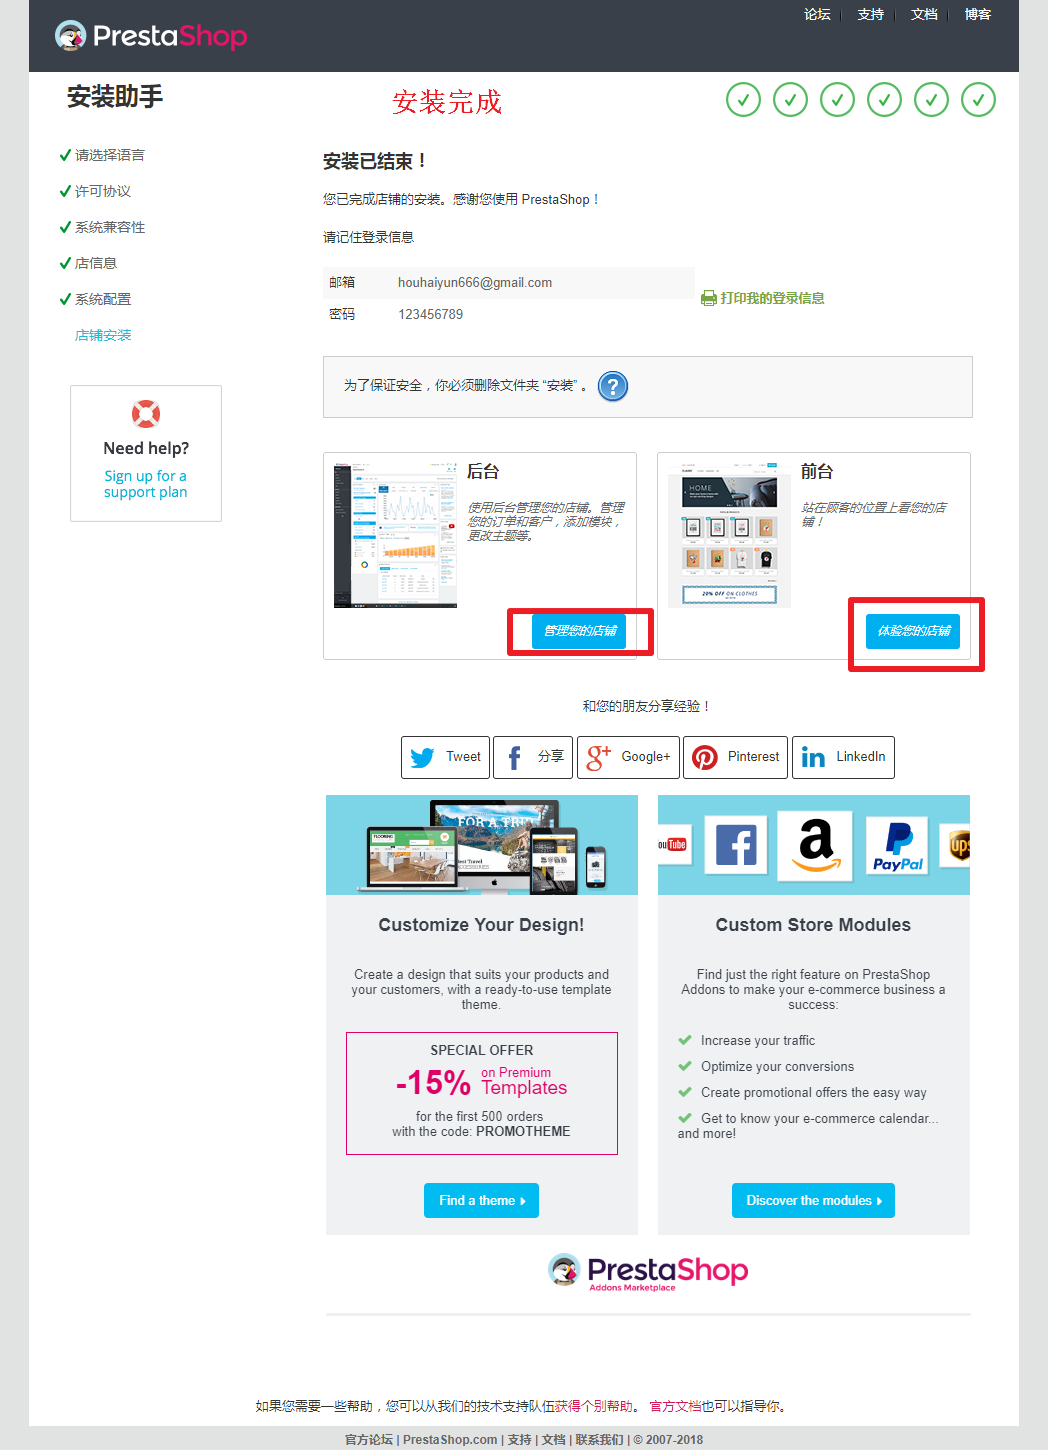 论坛 | 支持 | 文档 | 博客
PrestaShop
安装助手
安装完成
请选择语言
许可协议
系统兼容性
店信息
系统配置
店铺安装
Need help?
Sign up for a
support plan
安装已结束！
您已完成店铺的安装。感谢您使用 PrestaShop！
请记住登录信息
邮箱 houhaiyun666@gmail.com
密码 123456789
打印我的登录信息
为了保证安全，你必须删除文件夹 “安装” 。
?
后台
使用后台管理您的店铺。管理
您的订单和客户，添加模块，
更改主题等。
管理您的店铺
前台
站在顾客的位置上看您的店
铺！
HOME
20% OFF ON CLOTHES
体验您的店铺
和您的朋友分享经验！
Tweet
分享
Google+
Pinterest
LinkedIn
FLOORING
FOR A TRI
Best Travel
Customize Your Design!
Create a design that suits your products and
your customers, with a ready-to-use template
theme.
SPECIAL OFFER
-15% on Premium
Templates
for the first 500 orders
with the code: PROMOTHEME
Find a theme
ouTube
PayPal
ups
Custom Store Modules
Find just the right feature on PrestaShop
Addons to make your e-commerce business a
success:
Increase your traffic
Optimize your conversions
Create promotional offers the easy way
Get to know your e-commerce calendar...
and more!
Discover the modules
PrestaShop
Addons Marketplace
如果您需要一些帮助，您可以从我们的技术支持队伍获得个别帮助。 官方文档也可以指导你。
官方论坛 | PrestaShop.com | 支持 | 文档 | 联系我们 | © 2007-2018